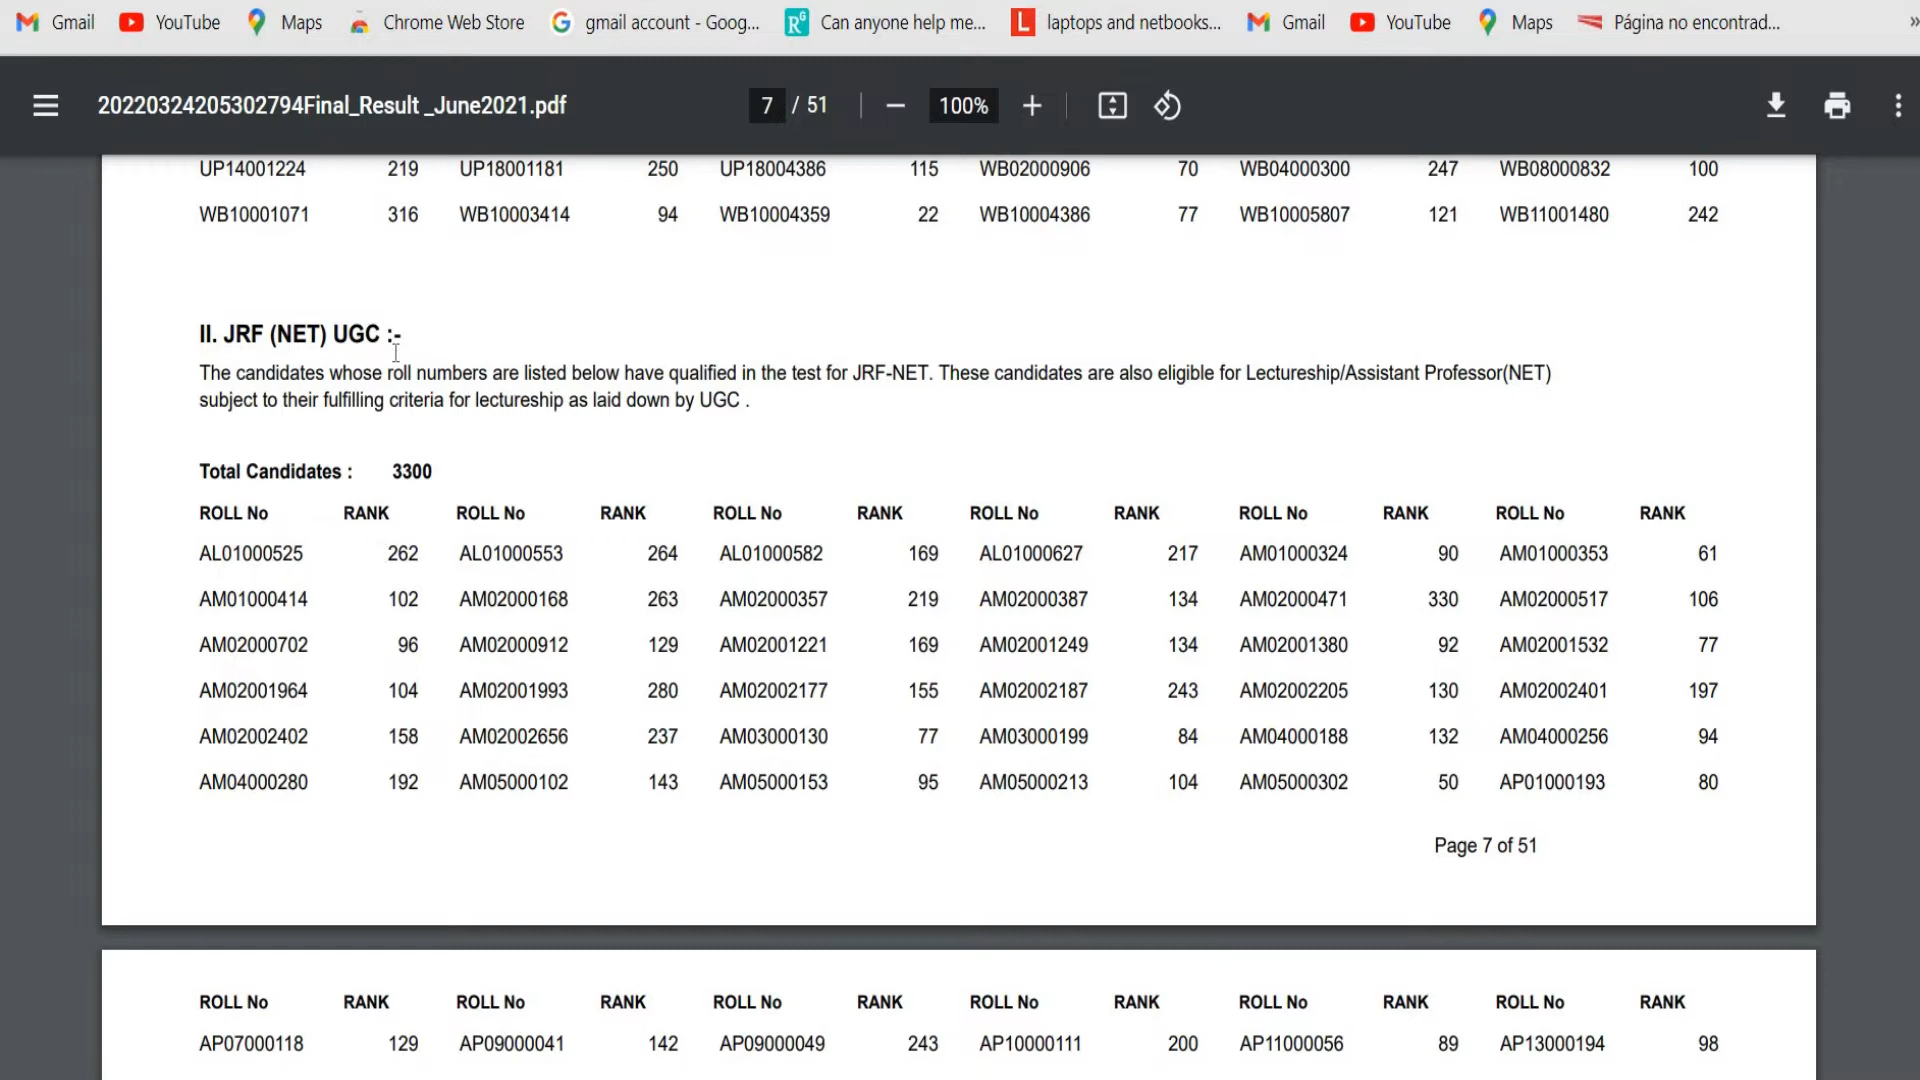 Gmail YouTube Maps Chrome Web Store gmail account - Goog... Can anyone help me... laptops and netbooks... Gmail YouTube Maps Página no encontrad... »
20220324205302794Final_Result _June2021.pdf 7 / 51 100%
UP14001224 219 UP18001181 250 UP18004386 115 WB02000906 70 WB04000300 247 WB08000832 100
WB10001071 316 WB10003414 94 WB10004359 22 WB10004386 77 WB10005807 121 WB11001480 242
II. JRF (NET) UGC :-
The candidates whose roll numbers are listed below have qualified in the test for JRF-NET. These candidates are also eligible for Lectureship/Assistant Professor(NET)
subject to their fulfilling criteria for lectureship as laid down by UGC .
Total Candidates : 3300
ROLL No RANK ROLL No RANK ROLL No RANK ROLL No RANK ROLL No RANK ROLL No RANK
AL01000525 262 AL01000553 264 AL01000582 169 AL01000627 217 AM01000324 90 AM01000353 61
AM01000414 102 AM02000168 263 AM02000357 219 AM02000387 134 AM02000471 330 AM02000517 106
AM02000702 96 AM02000912 129 AM02001221 169 AM02001249 134 AM02001380 92 AM02001532 77
AM02001964 104 AM02001993 280 AM02002177 155 AM02002187 243 AM02002205 130 AM02002401 197
AM02002402 158 AM02002656 237 AM03000130 77 AM03000199 84 AM04000188 132 AM04000256 94
AM04000280 192 AM05000102 143 AM05000153 95 AM05000213 104 AM05000302 50 AP01000193 80
Page 7 of 51
ROLL No RANK ROLL No RANK ROLL No RANK ROLL No RANK ROLL No RANK ROLL No RANK
AP07000118 129 AP09000041 142 AP09000049 243 AP10000111 200 AP11000056 89 AP13000194 98